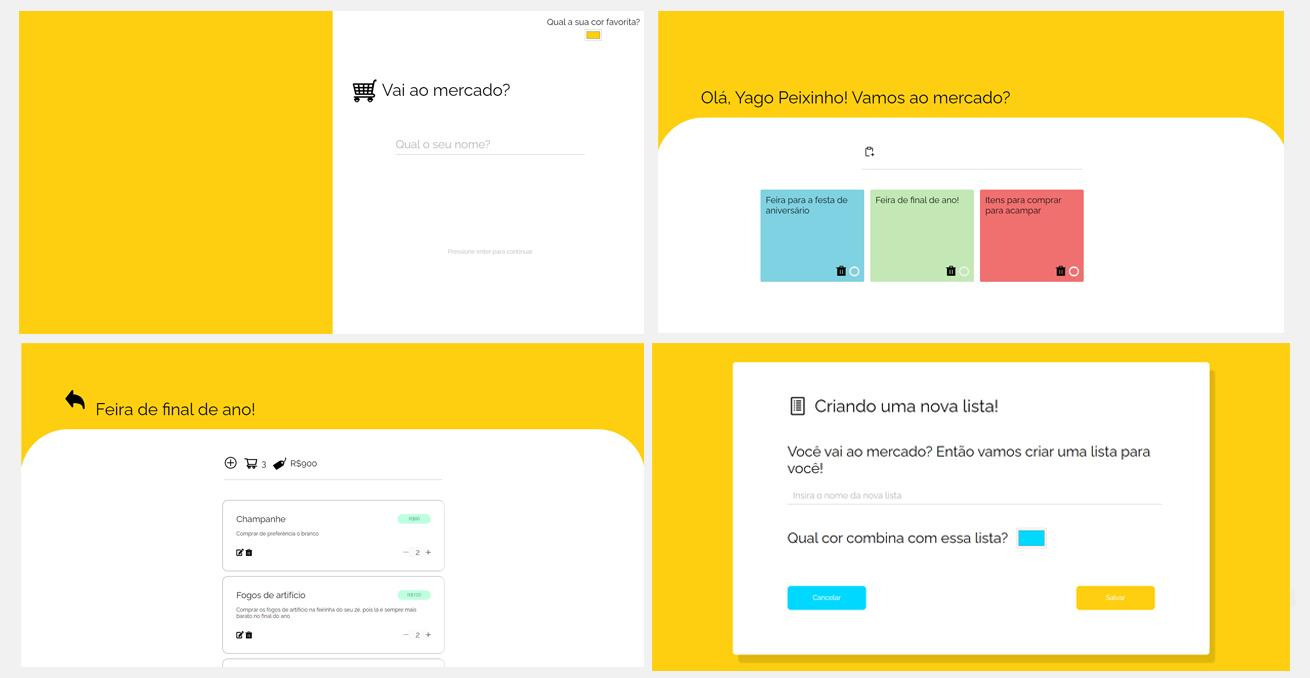 Qual a sua cor favorita?
Vai ao mercado?
Qual o seu nome?
Pressione enter para continuar
Olá, Yago Peixinho! Vamos ao mercado?
Feira para a festa de
aniversário
Feira de final de ano!
Itens para comprar
para acampar
Feira de final de ano!
3
R$900
Champanhe
Comprar de preferência o branco
2
Fogos de artifício
Comprar os fogos de artifício na feirinha do seu zé, pois lá é sempre mais
barato no final do ano
2
Criando uma nova lista!
Você vai ao mercado? Então vamos criar uma lista para
você!
Insira o nome da nova lista
Qual cor combina com essa lista?
Cancelar
Salvar